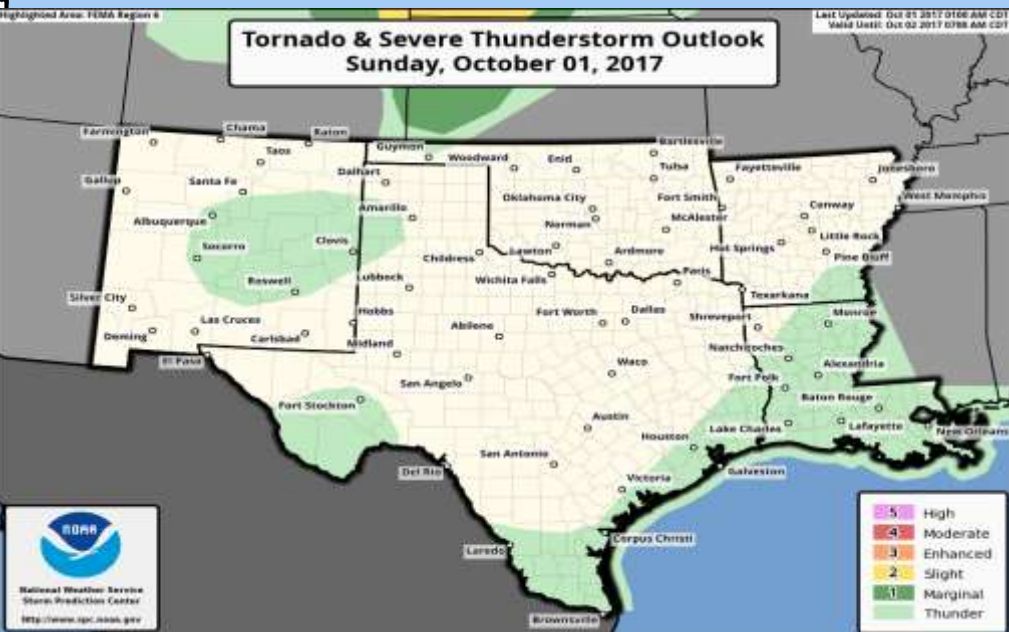 Highlighted Area: FEMA Region 6
Last Updated: Oct 01 2017 0100 AM CDT
Valid Until: Oct 02 2017 0700 AM CDT
Tornado & Severe Thunderstorm Outlook
Sunday, October 01, 2017
Farmington
Chama
Raton
Taos
Guymon
Woodward
Enid
Bartlesville
Tulsa
Fayetteville
Jonesboro
Gallup
Santa Fe
Dalhart
Oklahoma City
Fort Smith
West Memphis
Conway
Albuquerque
Amarillo
Norman
McAlester
Little Rock
Socorro
Clovis
Childress
Lawton
Ardmore
Hot Springs
Pine Bluff
Roswell
Lubbock
Wichita Falls
Paris
Texarkana
Silver City
Las Cruces
Hobbs
Fort Worth
Dallas
Shreveport
Monroe
Deming
Carlsbad
Midland
Abilene
Natchitoches
El Paso
Waco
Alexandria
San Angelo
Fort Polk
Fort Stockton
Baton Rouge
Austin
Lake Charles
Lafayette
New Orleans
Houston
San Antonio
Del Rio
Galveston
Victoria
Corpus Christi
Laredo
Brownsville
NOAA
National Weather Service
Storm Prediction Center
http://www.spc.noaa.gov
5 High
4 Moderate
3 Enhanced
2 Slight
1 Marginal
Thunder